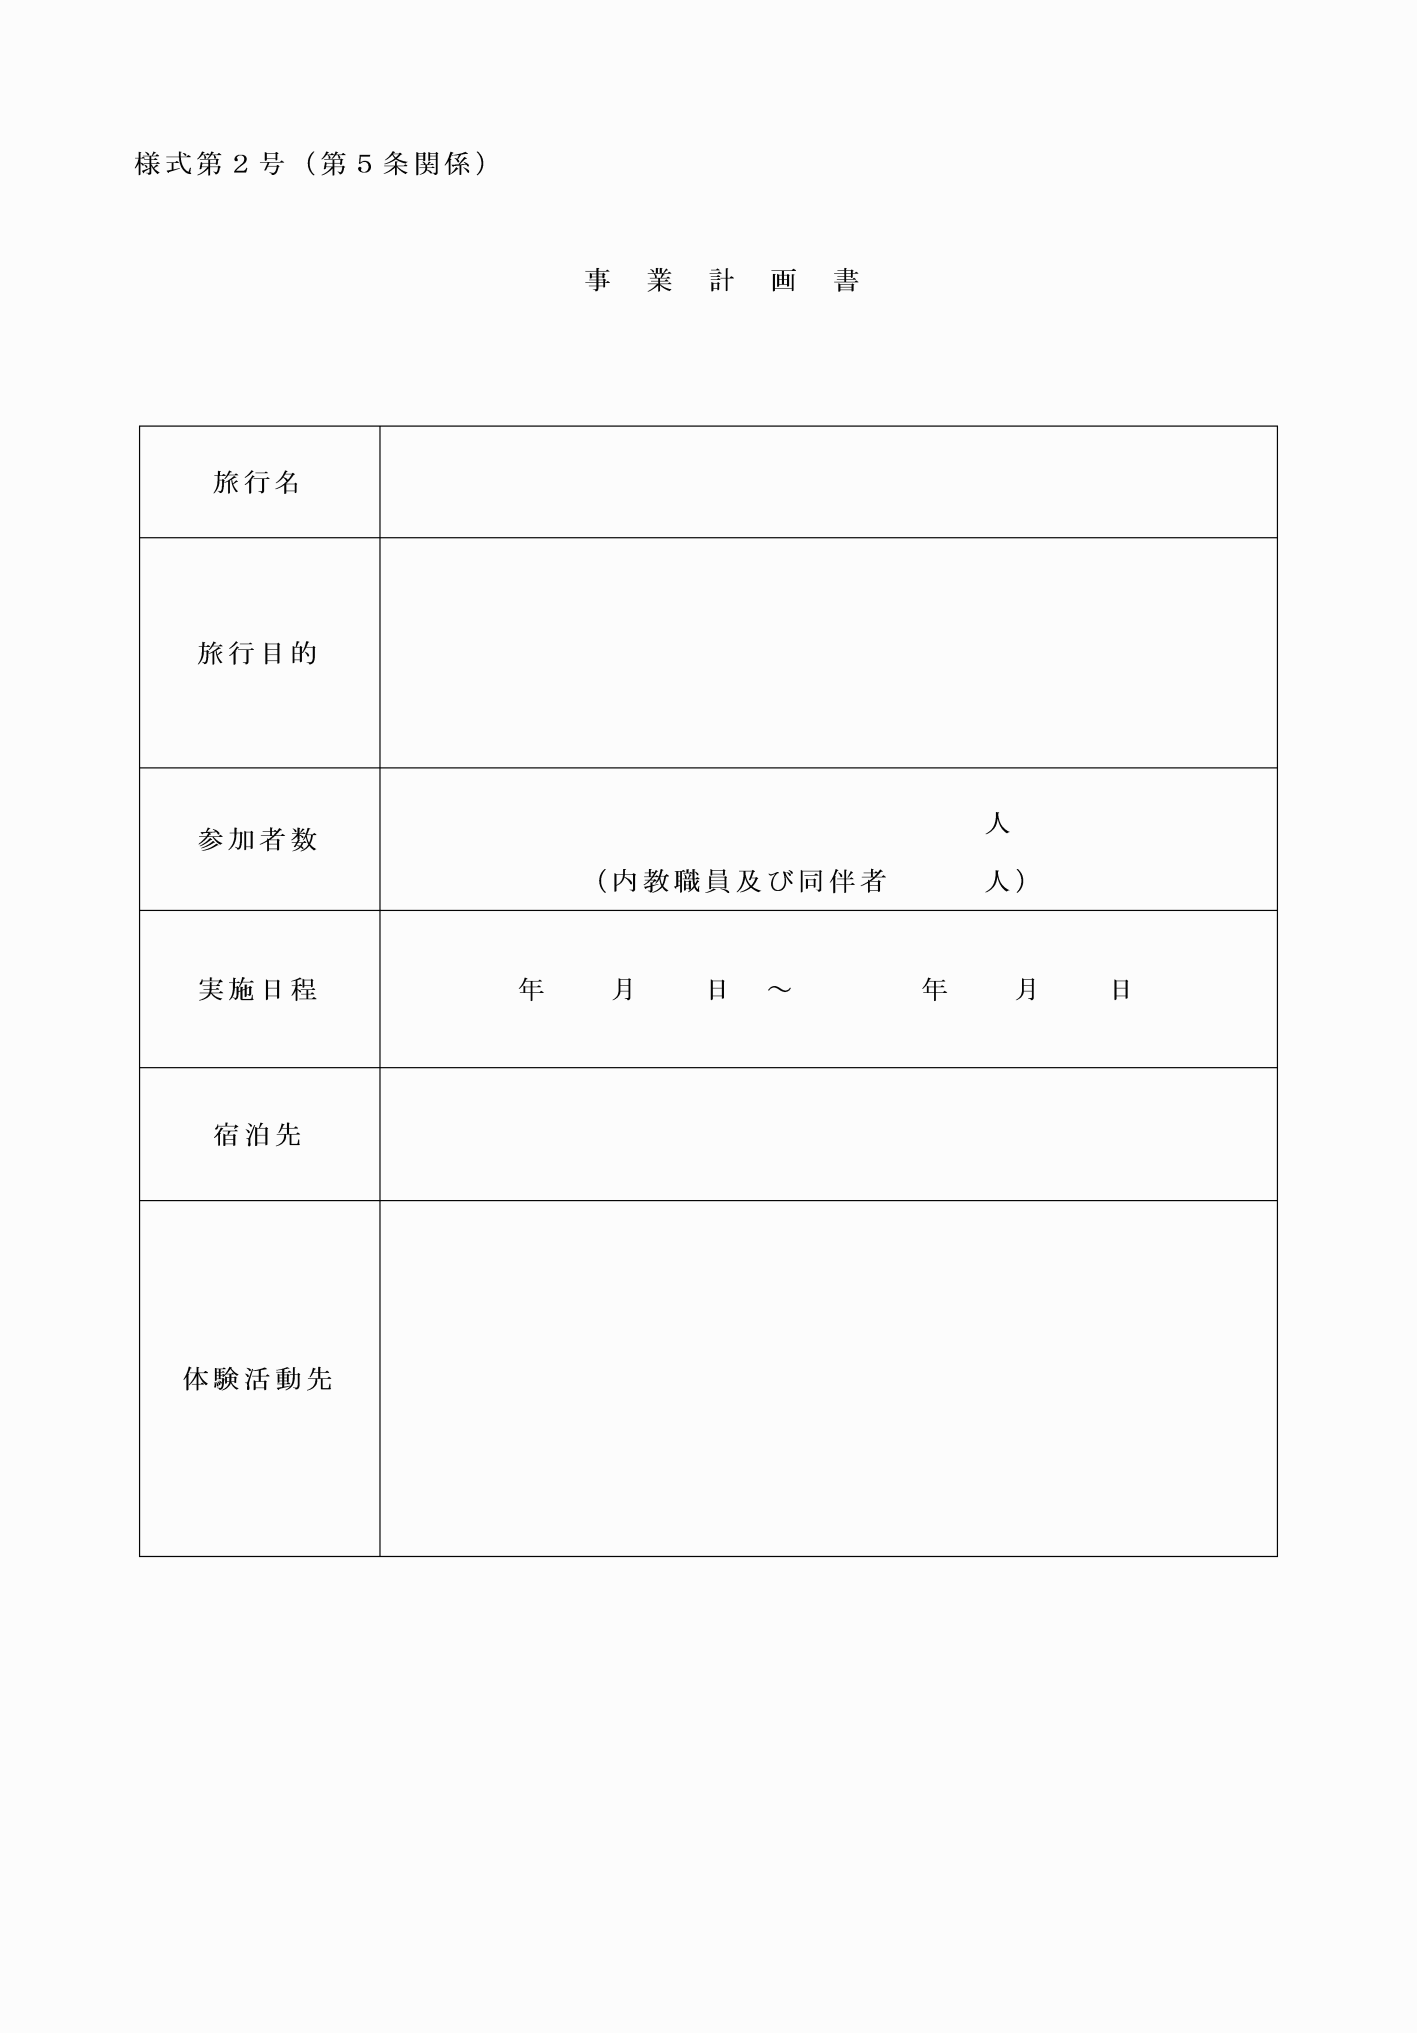 様式第２号（第５条関係）
事　業　計　画　書
旅行名
旅行目的
参加者数
人
（内教職員及び同伴者　　　人）
実施日程
年　　月　　日　～　　　　年　　月　　日
宿泊先
体験活動先